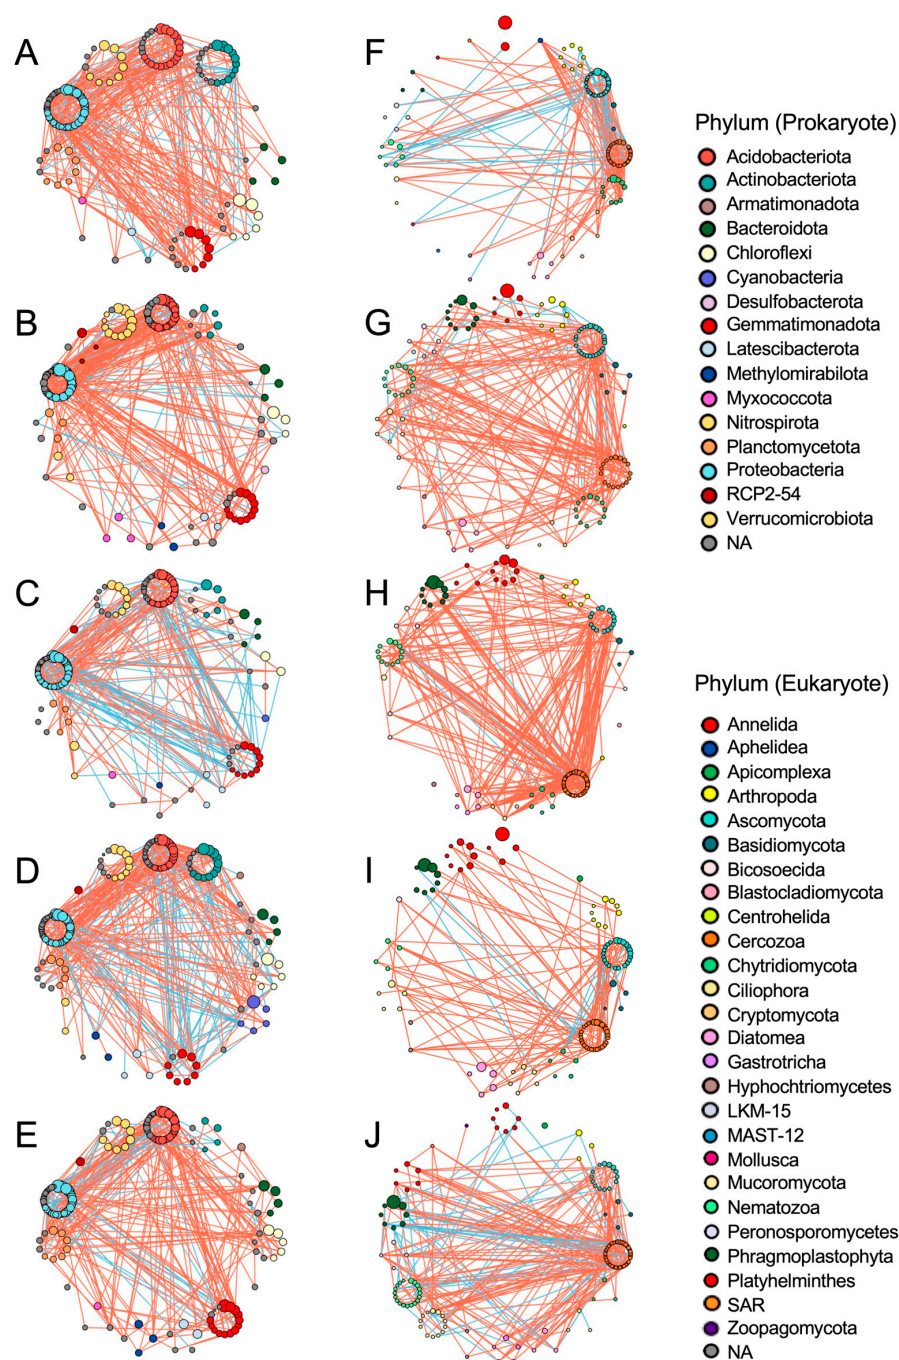 A
F
Phylum (Prokaryote)
Acidobacteriota
Actinobacteriota
Armatimonadota
Bacteroidota
Chloroflexi
Cyanobacteria
Desulfobacterota
Gemmatimonadota
Latescibacterota
Methylomirabilota
Myxococcota
Nitrospirota
Planctomycetota
Proteobacteria
RCP2-54
Verrucomicrobiota
NA
B
G
C
H
D
I
E
J
Phylum (Eukaryote)
Annelida
Aphelidea
Apicomplexa
Arthropoda
Ascomycota
Basidiomycota
Bicosoecida
Blastocladiomycota
Centrohelida
Cercozoa
Chytridiomycota
Ciliophora
Cryptomycota
Diatomea
Gastrotricha
Hyphochtriomycetes
LKM-15
MAST-12
Mollusca
Mucoromycota
Nematozoa
Peronosporomycetes
Phragmoplastophyta
Platyhelminthes
SAR
Zoopagomycota
NA